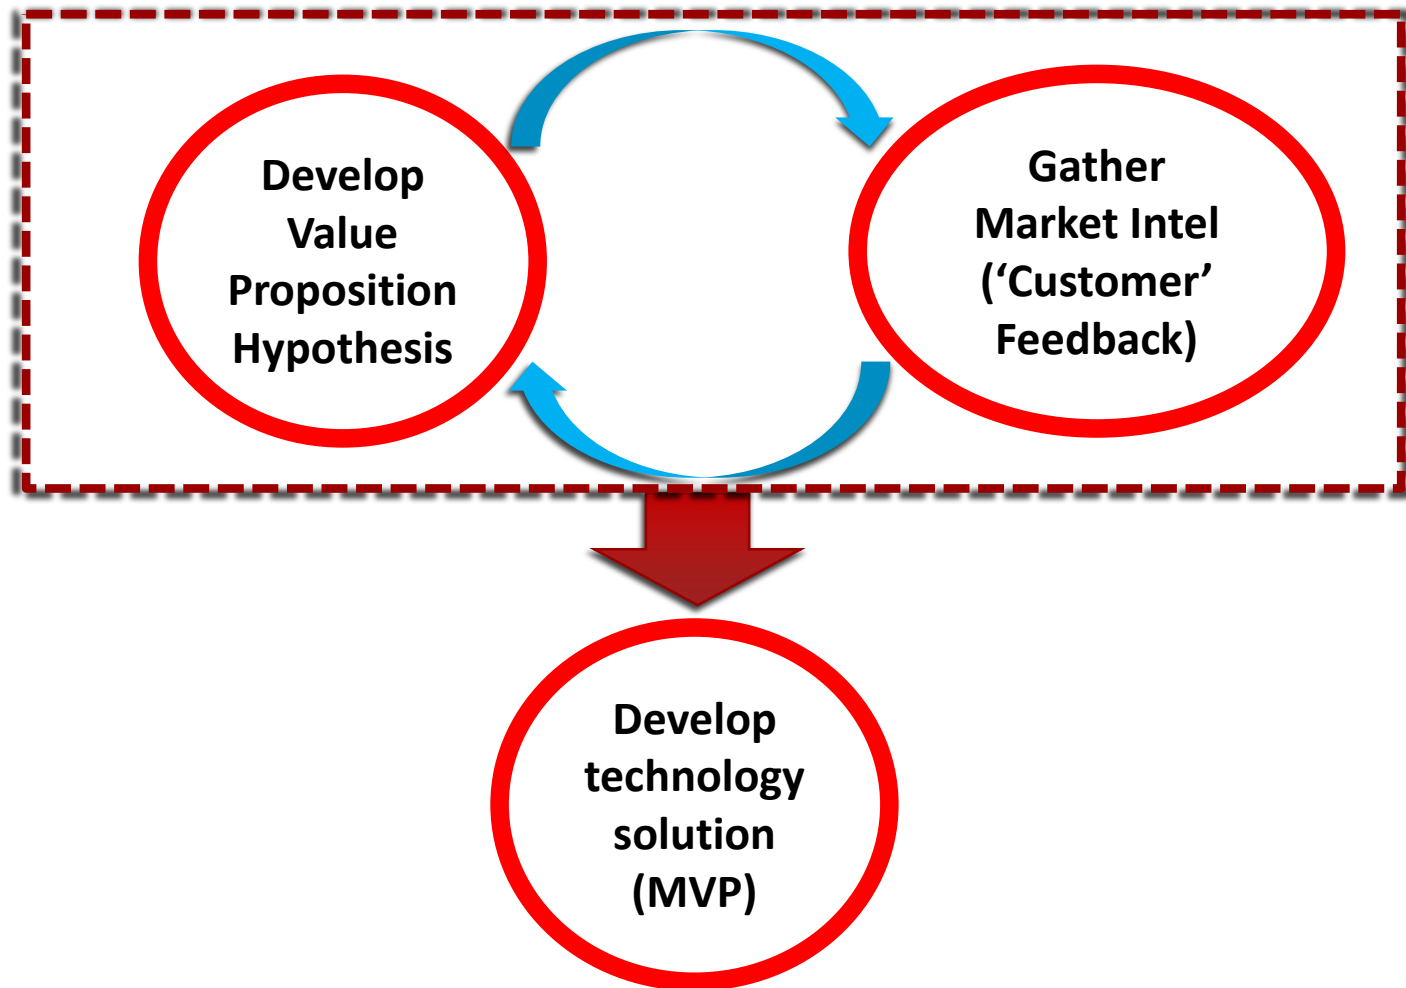 Develop
Value
Proposition
Hypothesis
Gather
Market Intel
(‘Customer’
Feedback)
Develop
technology
solution
(MVP)